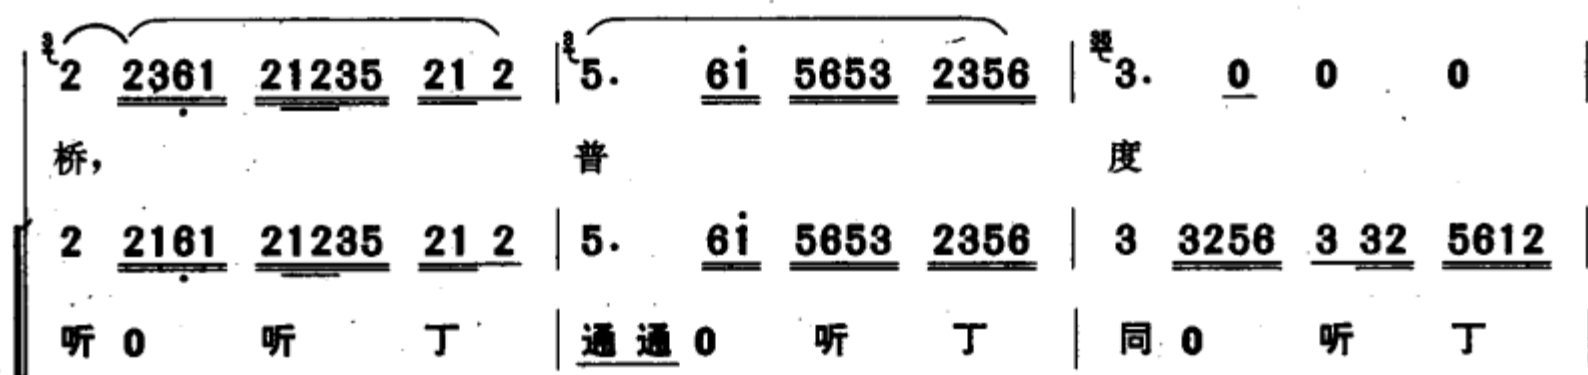 2 2361 21235 21 2 | 5. 61 5653 2356 | 3. 0 0 0
桥， 普 度
2 2161 21235 21 2 | 5. 61 5653 2356 | 3 3256 3 32 5612
听 0 听 丁 | 通 通 0 听 丁 | 同 0 听 丁